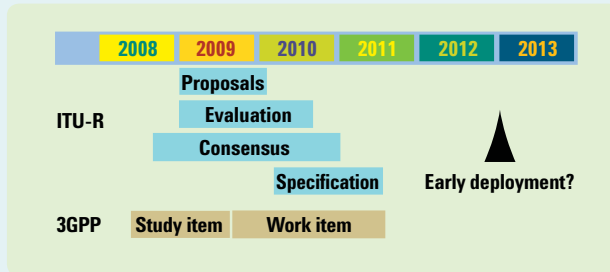 2008 2009 2010 2011 2012 2013
Proposals
ITU-R
Evaluation
Consensus
Specification
Early deployment?
3GPP Study item Work item